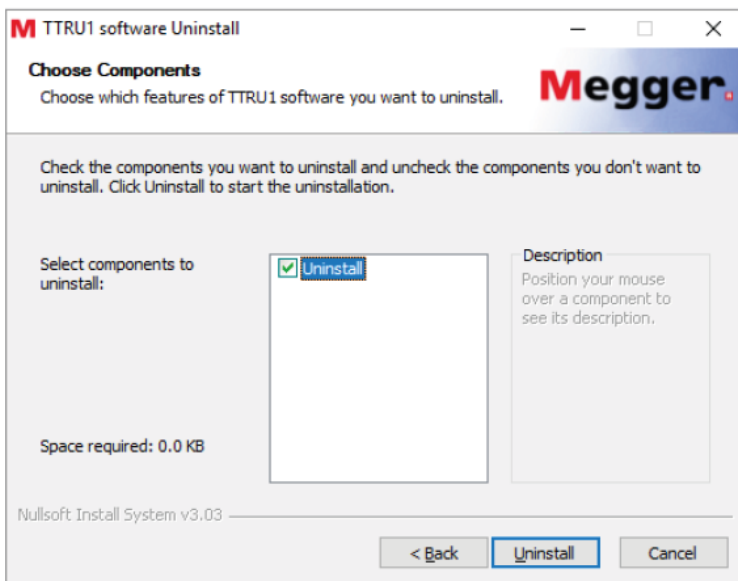 TTRU1 software Uninstall
Choose Components
Choose which features of TTRU1 software you want to uninstall.
Megger
Check the components you want to uninstall and uncheck the components you don't want to
uninstall. Click Uninstall to start the uninstallation.
Select components to
uninstall:
Uninstall
Description
Position your mouse
over a component to
see its description.
Space required: 0.0 KB
Nullsoft Install System v3.03
< Back
Uninstall
Cancel